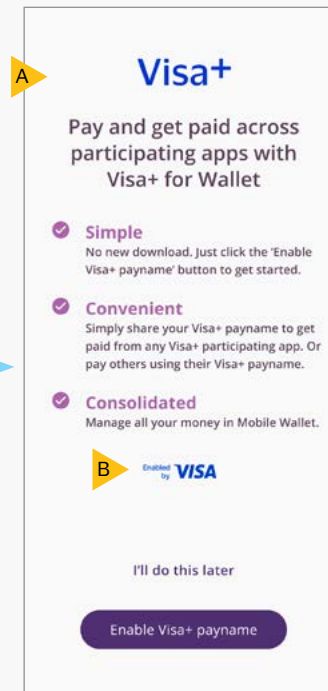 A
Visa+
Pay and get paid across
participating apps with
Visa+ for Wallet
Simple
No new download. Just click the ‘Enable
Visa+ payname’ button to get started.
Convenient
Simply share your Visa+ payname to get
paid from any Visa+ participating app. Or
pay others using their Visa+ payname.
Consolidated
Manage all your money in Mobile Wallet.
B
Enabled
by VISA
I’ll do this later
Enable Visa+ payname